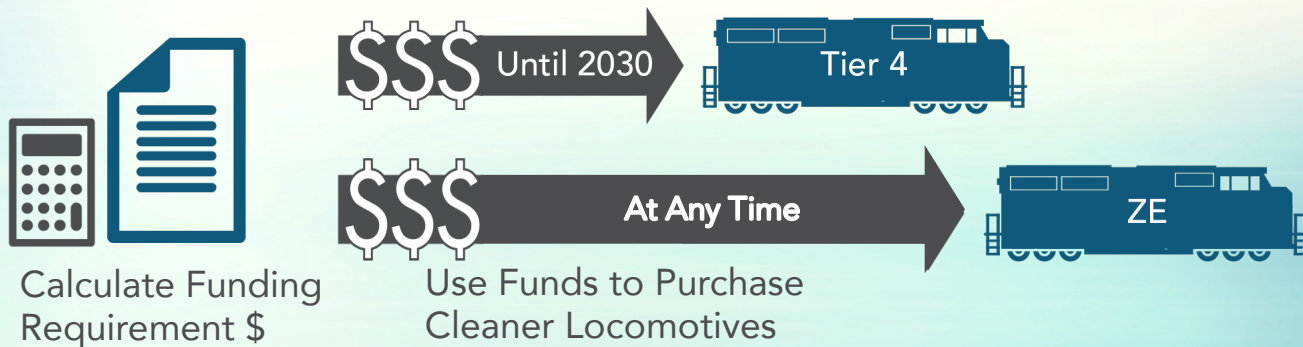 $$$ Until 2030
Tier 4
$$$ At Any Time
ZE
Calculate Funding
Requirement $
Use Funds to Purchase
Cleaner Locomotives